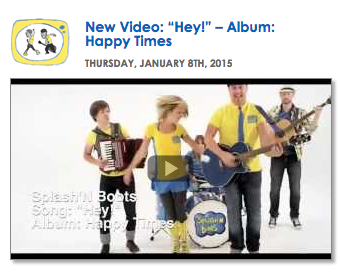 New Video: “Hey!” – Album:
Happy Times
THURSDAY, JANUARY 8TH, 2015
Splash'N Boots
Song: "Hey!"
Album: Happy Times
SPLASH'N
BOOTS